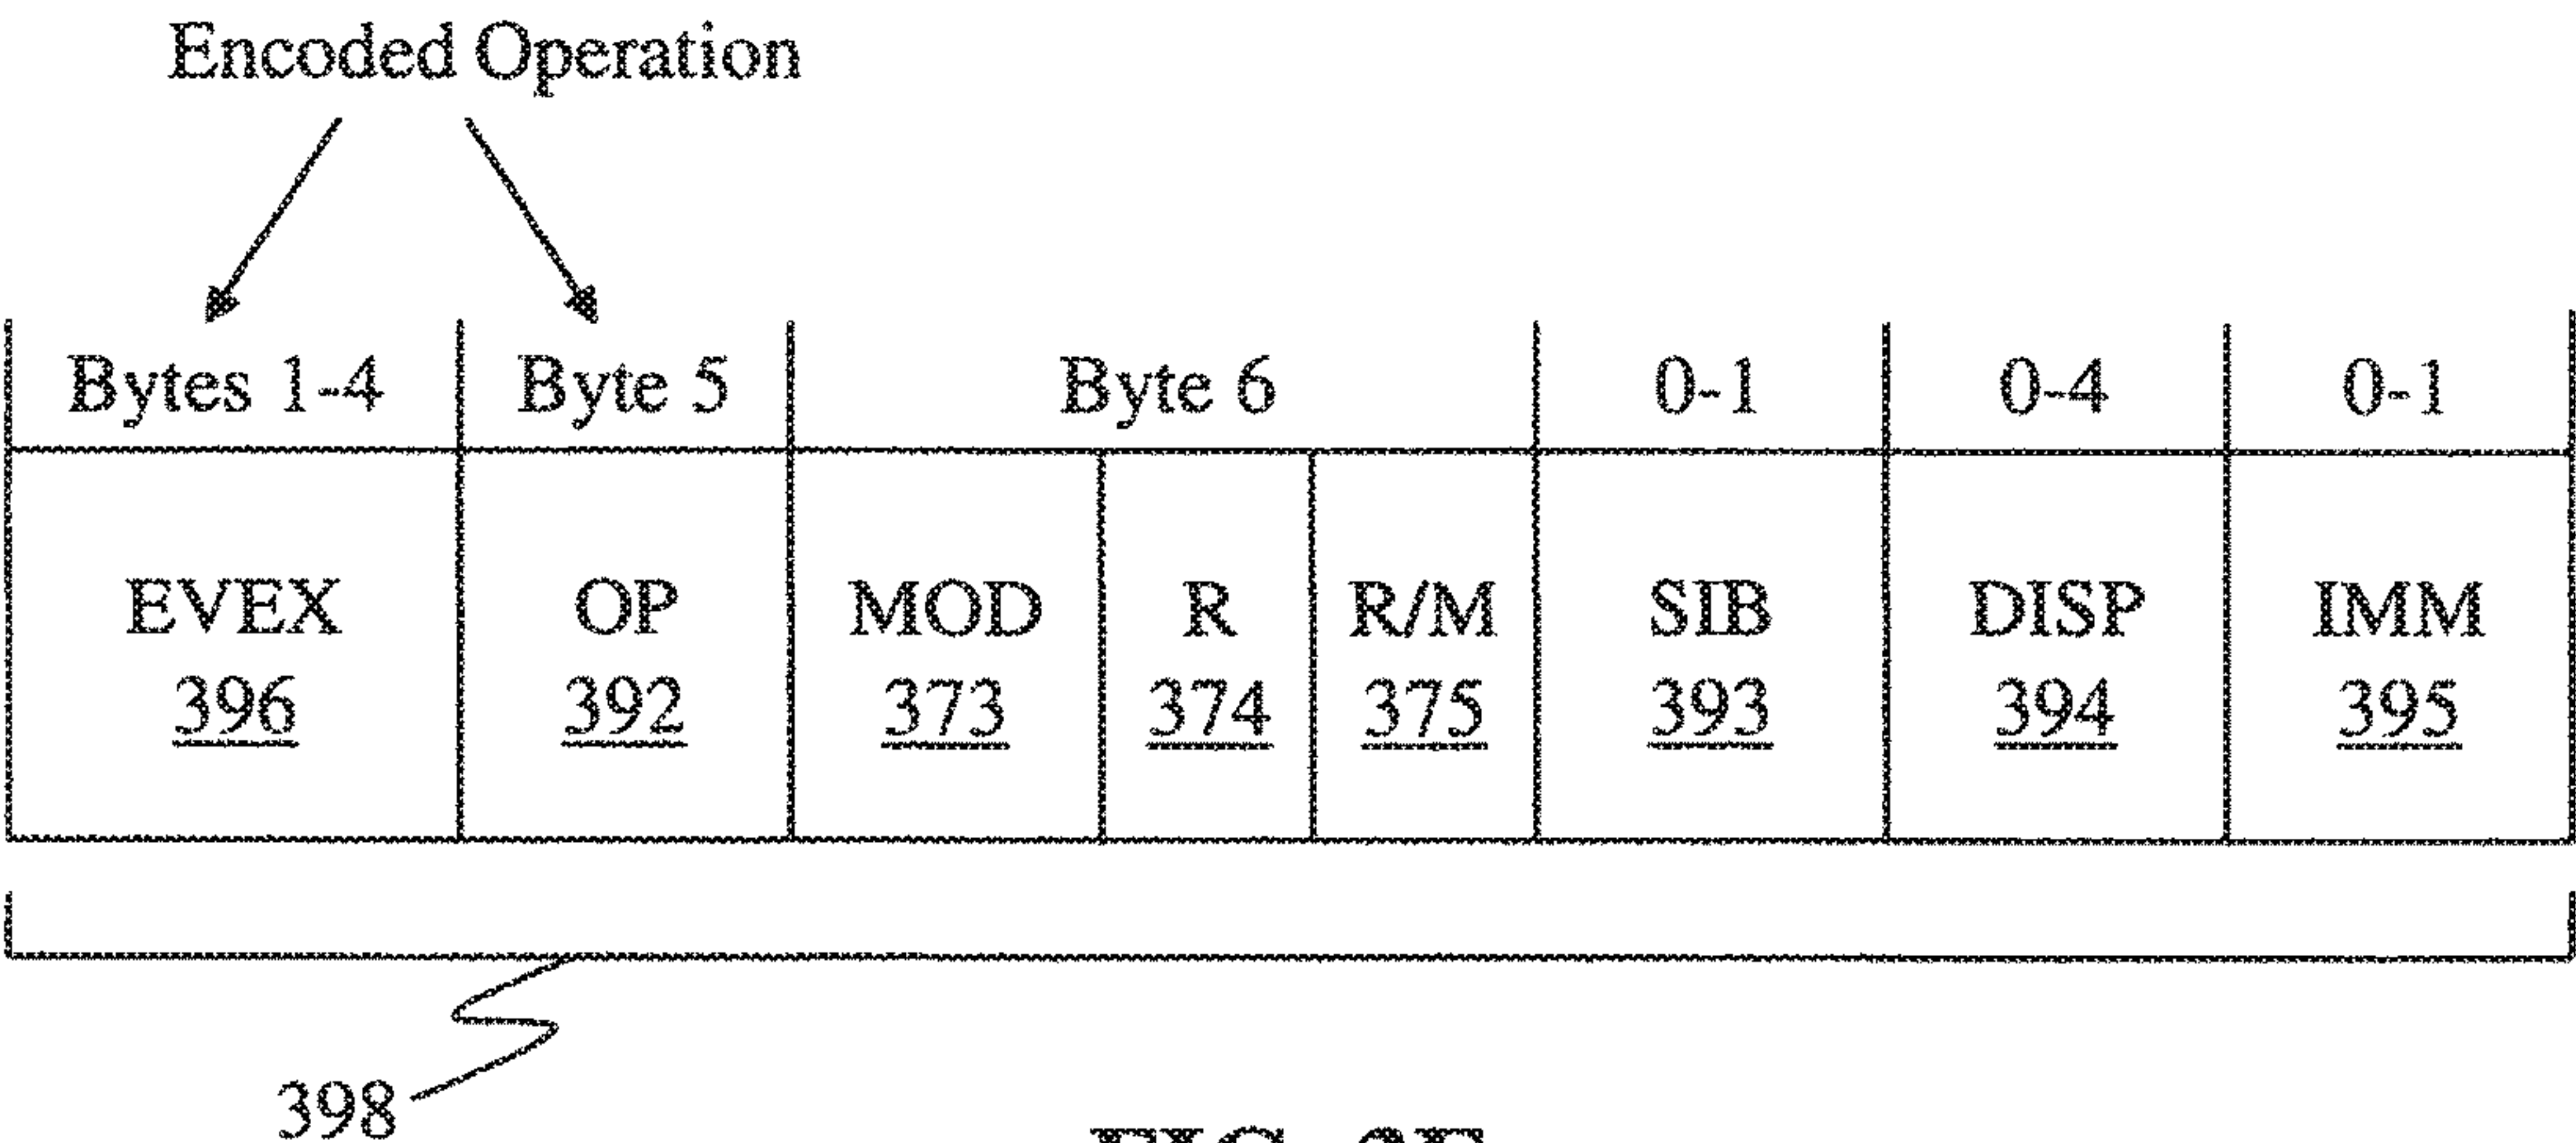 Encoded Operation
Bytes 1-4 Byte 5 Byte 6 0-1 0-4 0-1
EVEX OP MOD R R/M SIB DISP IMM
396 392 373 374 375 393 394 395
398